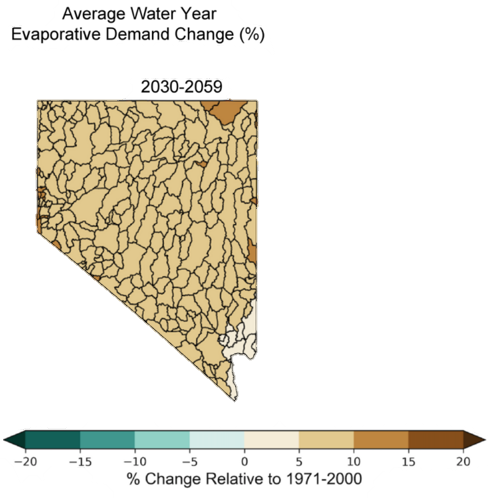 Average Water Year
Evaporative Demand Change (%)
2030-2059
−20 −15 −10 −5 0 5 10 15 20
% Change Relative to 1971-2000